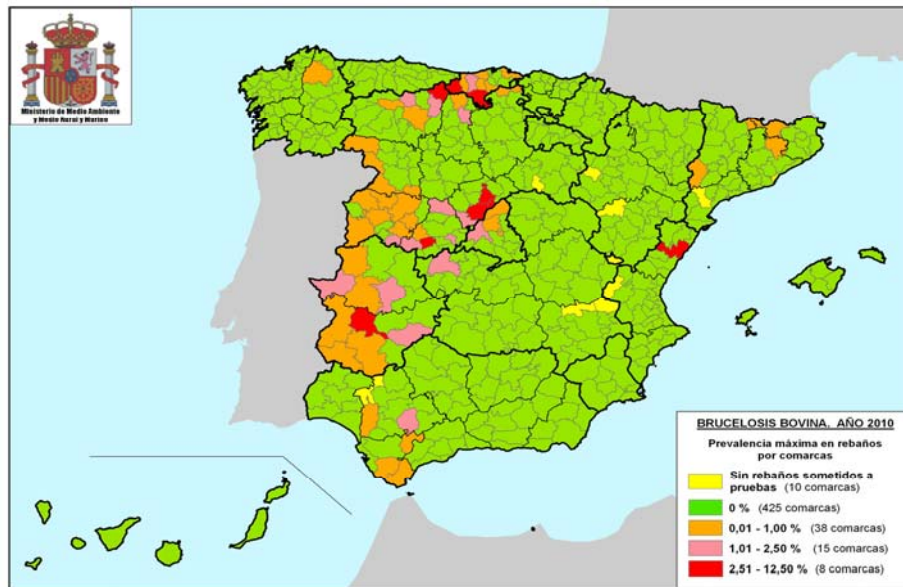 Ministerio de Medio Ambiente
y Medio Rural y Marino
BRUCELOSIS BOVINA. AÑO 2010
Prevalencia máxima en rebaños
por comarcas
Sin rebaños sometidos a
pruebas (10 comarcas)
0 % (425 comarcas)
0,01 - 1,00 % (38 comarcas)
1,01 - 2,50 % (15 comarcas)
2,51 - 12,50 % (8 comarcas)